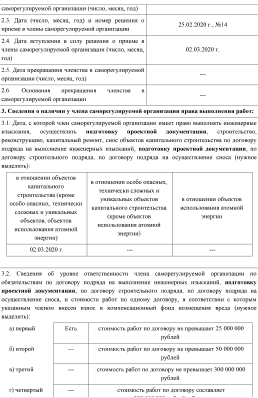 саморегулируемой организации (число, месяц, год)
2.3. Дата (число, месяц, год) и номер решения о приеме в члены саморегулируемой организации
25.02.2020 г., №14
2.4. Дата вступления в силу решения о приеме в члены саморегулируемой организации (число, месяц, год)
02.03.2020 г.
2.5. Дата прекращения членства в саморегулируемой организации (число, месяц, год)
---
2.6. Основания прекращения членства в саморегулируемой организации
---
3. Сведения о наличии у члена саморегулируемой организации права выполнения работ:
3.1. Дата, с которой член саморегулируемой организации имеет право выполнять инженерные
изыскания, осуществлять подготовку проектной документации, строительство,
реконструкцию, капитальный ремонт, снос объектов капитального строительства по договору
подряда на выполнение инженерных изысканий, подготовку проектной документации, по
договору строительного подряда, по договору подряда на осуществление сноса (нужное
выделить):
в отношении объектов
капитального
строительства (кроме
особо опасных, технически
сложных и уникальных
объектов, объектов
использования атомной
энергии)
в отношении особо опасных,
технически сложных и
уникальных объектов
капитального строительства
(кроме объектов
использования атомной
энергии)
в отношении объектов
использования атомной
энергии
02.03.2020 г.
---
---
3.2. Сведения об уровне ответственности члена саморегулируемой организации по
обязательствам по договору подряда на выполнение инженерных изысканий, подготовку
проектной документации, по договору строительного подряда, по договору подряда на
осуществление сноса, и стоимости работ по одному договору, в соответствии с которым
указанным членом внесен взнос в компенсационный фонд возмещения вреда (нужное
выделить):
а) первый
Есть
стоимость работ по договору не превышает 25 000 000
рублей
б) второй
---
стоимость работ по договору не превышает 50 000 000
рублей
в) третий
---
стоимость работ по договору не превышает 300 000 000
рублей
г) четвертый
---
стоимость работ по договору составляет